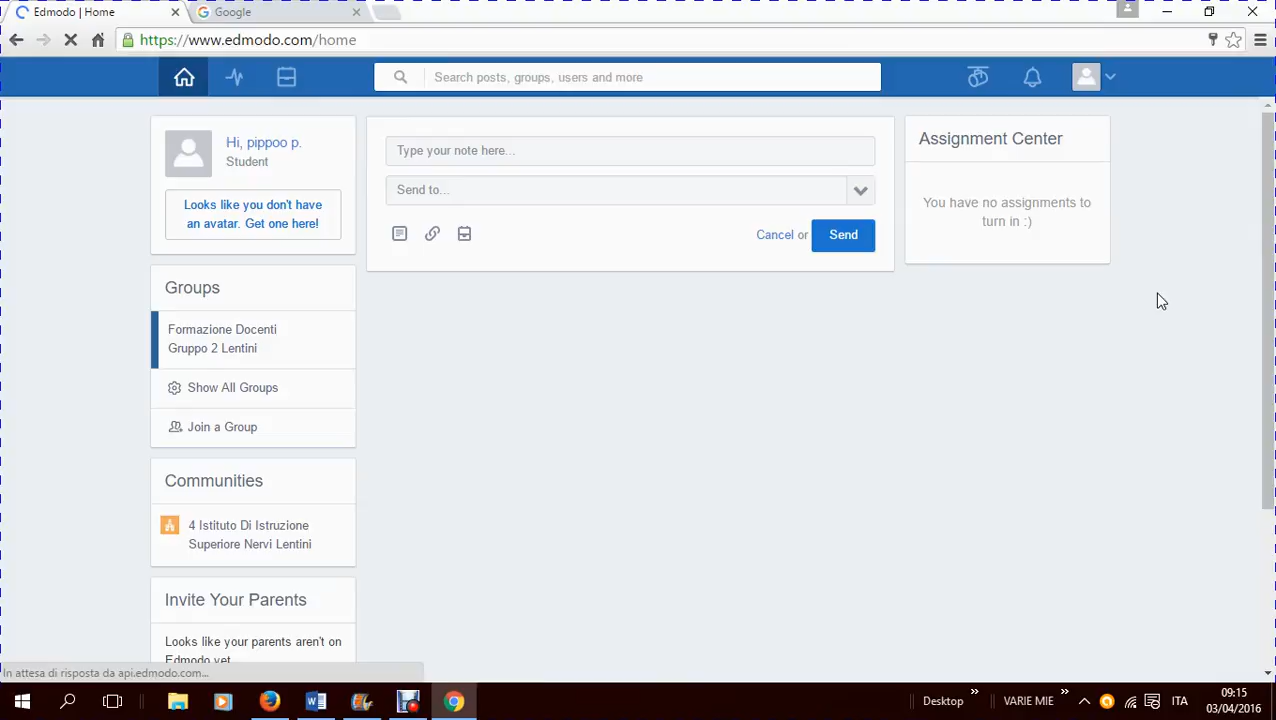 Edmodo | Home
Google
https://www.edmodo.com/home
Search posts, groups, users and more
Hi, pippoo p.
Student
Looks like you don't have
an avatar. Get one here!
Groups
Formazione Docenti
Gruppo 2 Lentini
Show All Groups
Join a Group
Communities
4 Istituto Di Istruzione
Superiore Nervi Lentini
Invite Your Parents
Looks like your parents aren't on
Edmodo yet
Type your note here...
Send to...
Cancel or
Send
Assignment Center
You have no assignments to
turn in :)
In attesa di risposta da api.edmodo.com...
Desktop
VARIE MIE
ITA
09:15
03/04/2016